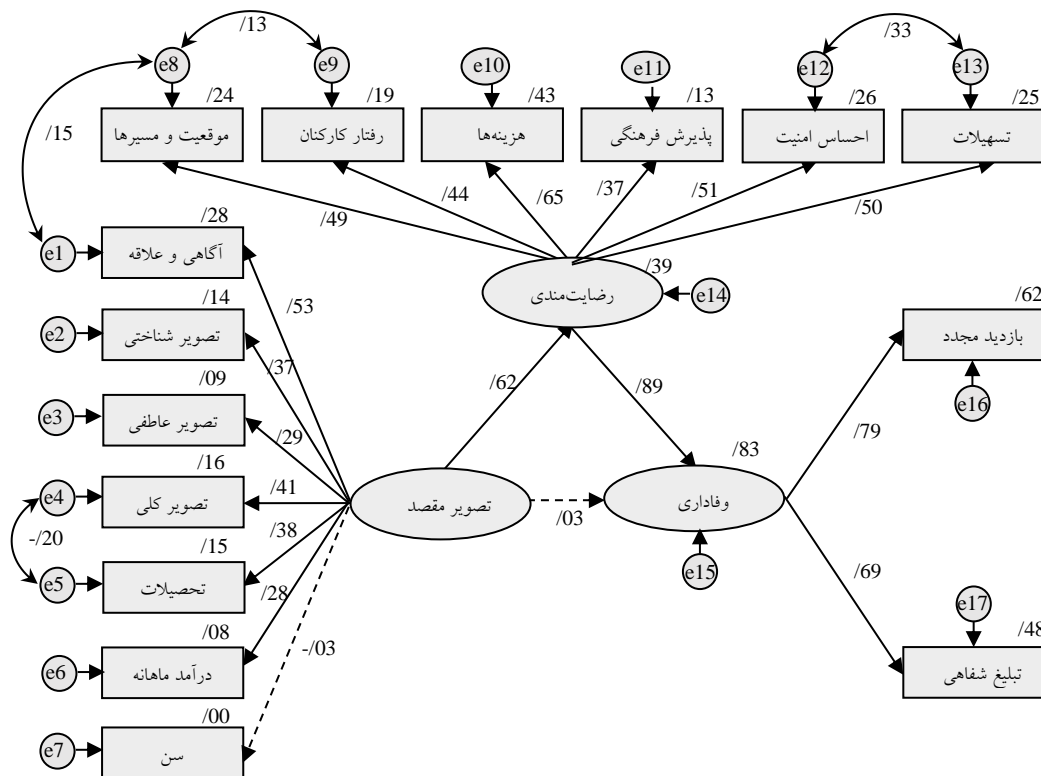 /13
/33
e8
e9
e10
e11
e12
e13
/24
/19
/43
/13
/26
/25
موقعیت و مسیرها
رفتار کارکنان
هزینه‌ها
پذیرش فرهنگی
احساس امنیت
تسهیلات
/15
/49
/44
/65
/37
/51
/50
/28
e1
آگاهی و علاقه
/39
رضایت‌مندی
e14
/53
/14
e2
تصویر شناختی
/37
/62
بازدید مجدد
e16
/09
e3
تصویر عاطفی
/29
/62
/89
/79
/16
e4
تصویر کلی
/41
تصویر مقصد
/03
/83
وفاداری
e15
-/20
/15
e5
تحصیلات
/38
/28
/69
e17
/08
e6
درآمد ماهانه
-/03
/48
تبلیغ شفاهی
/00
e7
سن